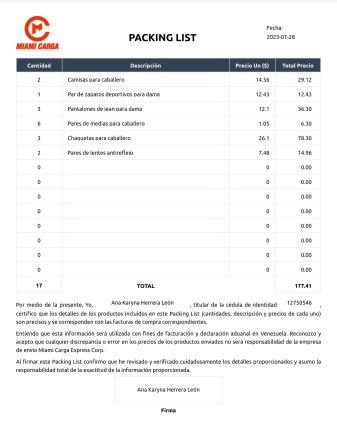 MIAMI CARGA
PACKING LIST
Fecha:
2023-07-28
Cantidad Descripción Precio Un ($) Total Precio
2 Camisas para caballero 14.56 29.12
1 Par de zapatos deportivos para dama 12.43 12.43
3 Pantalones de jean para dama 12.1 36.30
6 Pares de medias para caballero 1.05 6.30
3 Chaquetas para caballero 26.1 78.30
2 Pares de lentes antireflejo 7.48 14.96
0 0 0.00
0 0 0.00
0 0 0.00
0 0 0.00
0 0 0.00
0 0 0.00
0 0 0.00
0 0 0.00
17 TOTAL 177.41
Por medio de la presente, Yo, Ana Karyna Herrera León , titular de la cédula de identidad 12750546 ,
certifico que los detalles de los productos incluidos en este Packing List (cantidades, descripción y precios de cada uno)
son precisos y se corresponden con las facturas de compra correspondientes.
Entiendo que esta información será utilizada con fines de facturación y declaración aduanal en Venezuela. Reconozco y
acepto que cualquier discrepancia o error en los precios de los productos enviados no será responsabilidad de la empresa
de envío Miami Carga Express Corp.
Al firmar este Packing List confirmo que he revisado y verificado cuidadosamente los detalles proporcionados y asumo la
responsabilidad total de la exactitud de la información proporcionada.
Ana Karyna Herrera León
Firma